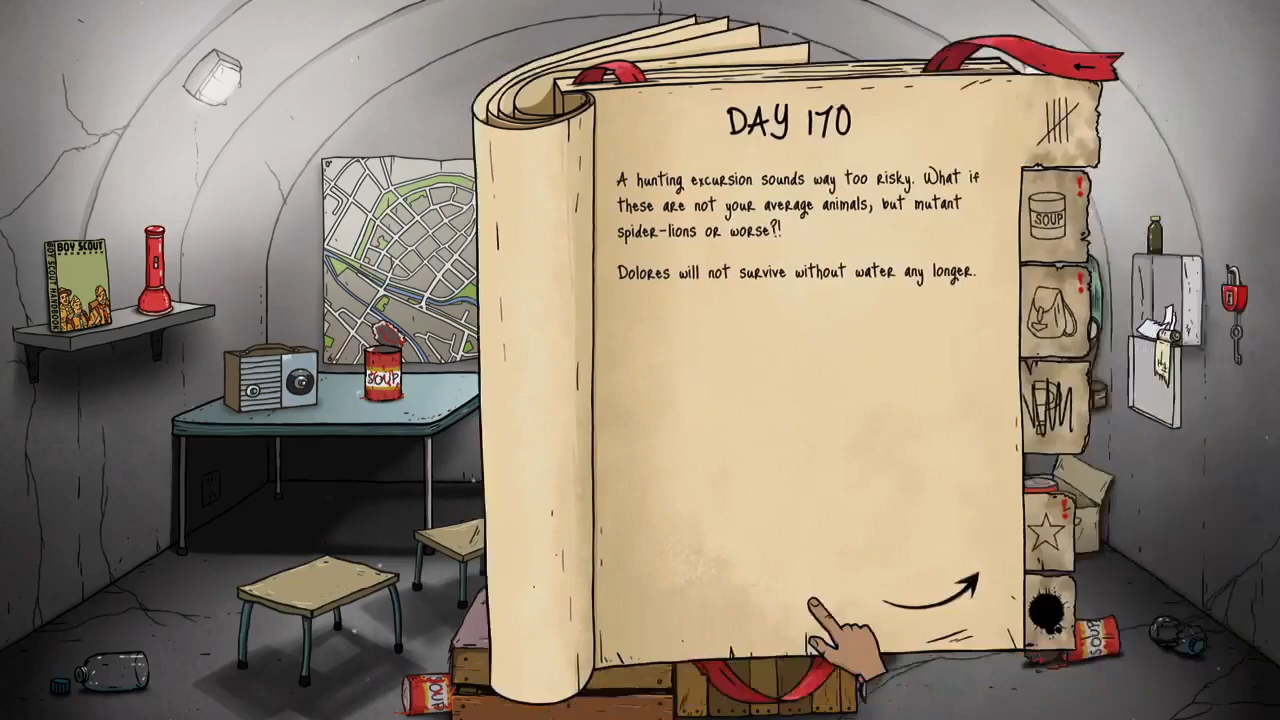 DAY 170
A hunting excursion sounds way too risky. What if
these are not your average animals, but mutant
spider-lions or worse?!
Dolores will not survive without water any longer.
SOUP
!
!
!
BOY SCOUT
HANDBOOK
BOY SCOUT HANDBOOK
SOUP
SOUP
SOUP